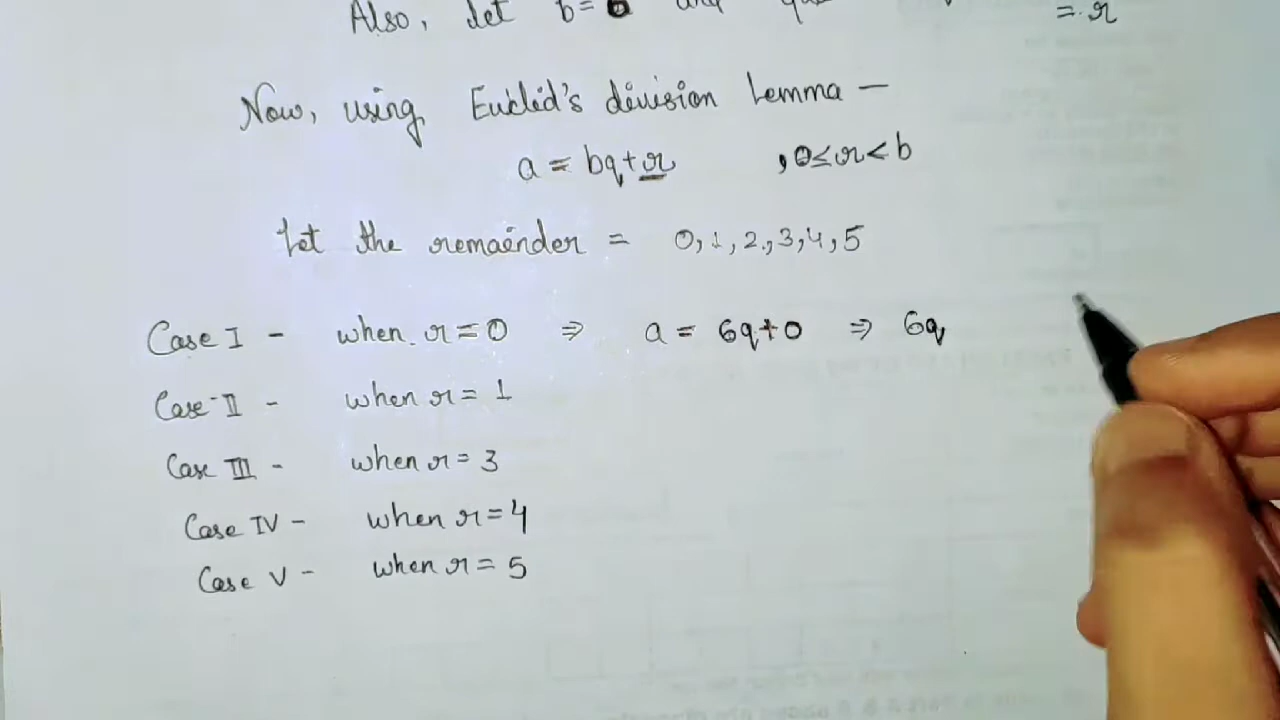 Also, let b=6 and
= r
Now, using Euclid's division Lemma —
a = bq+r , 0≤r<b
Let the remainder = 0,1,2,3,4,5
Case I - when r=0 ⇒ a = 6q+0 ⇒ 6q
Case II - when r= 1
Case III - when r= 3
Case IV - when r=4
Case V - when r= 5